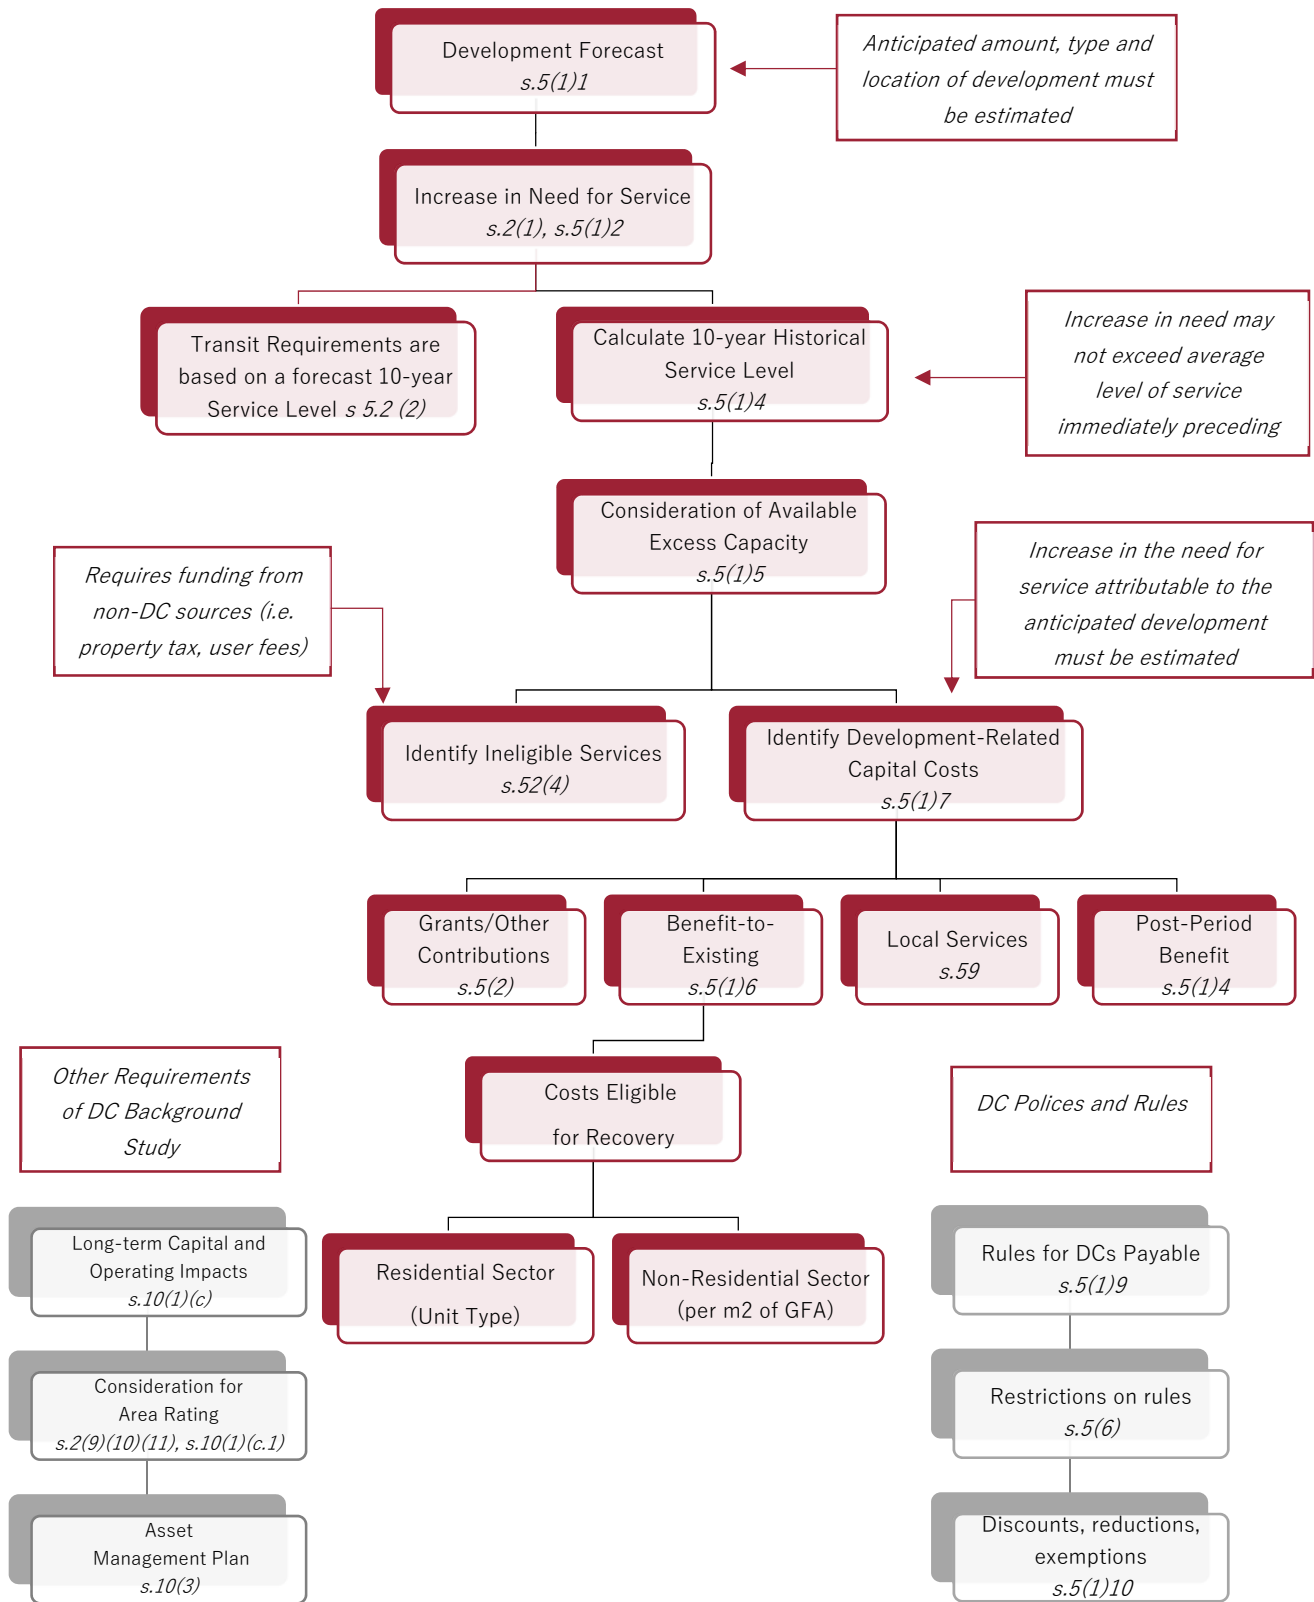 Development Forecast
s.5(1)1
Anticipated amount, type and
location of development must
be estimated
Increase in Need for Service
s.2(1), s.5(1)2
Transit Requirements are
based on a forecast 10-year
Service Level s 5.2 (2)
Calculate 10-year Historical
Service Level
s.5(1)4
Increase in need may
not exceed average
level of service
immediately preceding
Consideration of Available
Excess Capacity
s.5(1)5
Requires funding from
non-DC sources (i.e.
property tax, user fees)
Increase in the need for
service attributable to the
anticipated development
must be estimated
Identify Ineligible Services
s.52(4)
Identify Development-Related
Capital Costs
s.5(1)7
Grants/Other
Contributions
s.5(2)
Benefit-to-
Existing
s.5(1)6
Local Services
s.59
Post-Period
Benefit
s.5(1)4
Costs Eligible
for Recovery
Residential Sector
(Unit Type)
Non-Residential Sector
(per m2 of GFA)
Other Requirements
of DC Background
Study
Long-term Capital and
Operating Impacts
s.10(1)(c)
Consideration for
Area Rating
s.2(9)(10)(11), s.10(1)(c.1)
Asset
Management Plan
s.10(3)
DC Polices and Rules
Rules for DCs Payable
s.5(1)9
Restrictions on rules
s.5(6)
Discounts, reductions,
exemptions
s.5(1)10